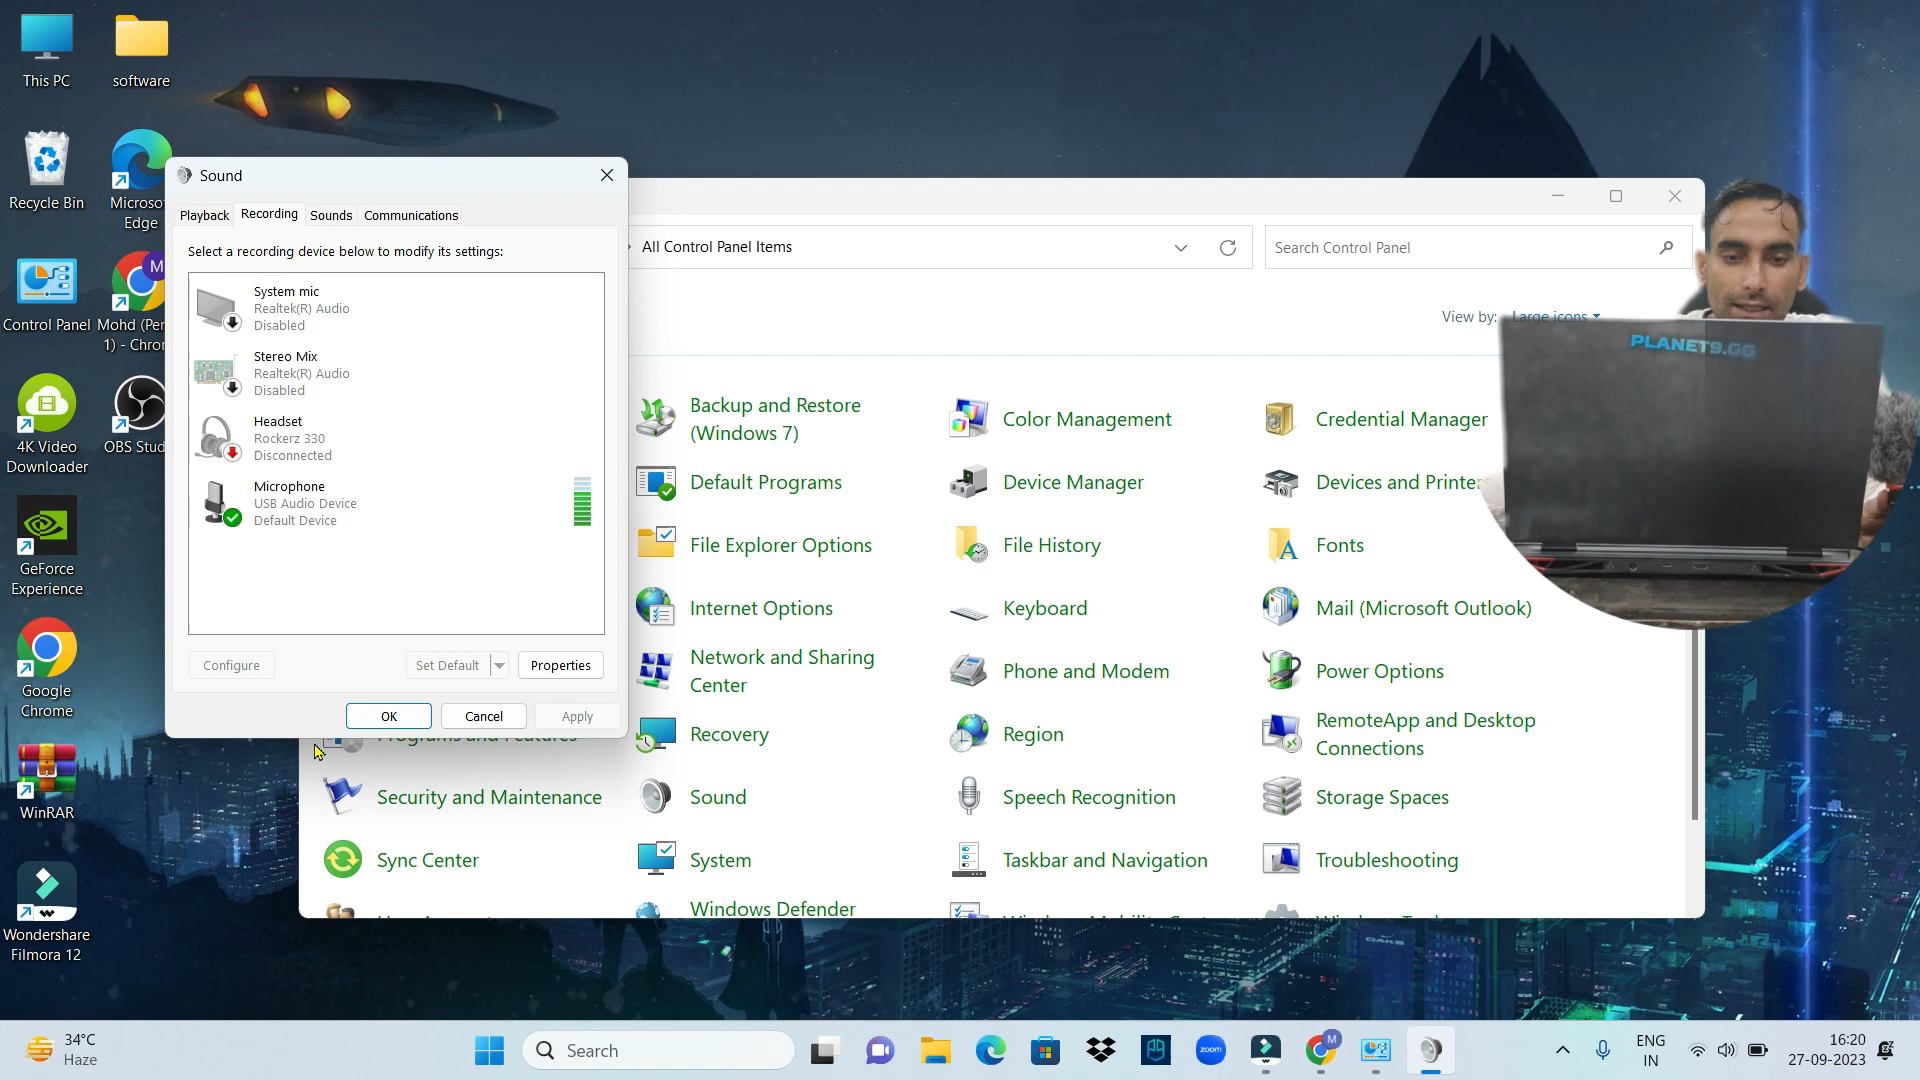 This PC
software
Recycle Bin
Edge
Control Panel
Mohd
1)
4K Video
Downloader
OBS
GeForce
Experience
Google
Chrome
WinRAR
Wondershare
Filmora 12
Sound
Playback
Recording
Sounds
Communications
Select a recording device below to modify its settings:
System mic
Realtek(R) Audio
Disabled
Stereo Mix
Realtek(R) Audio
Disabled
Headset
Rockerz 330
Disconnected
Microphone
USB Audio Device
Default Device
Configure
Set Default
Properties
OK
Cancel
Apply
All Control Panel Items
Search Control Panel
View by:
Large icons
Backup and Restore
(Windows 7)
Color Management
Credential Manager
Default Programs
Device Manager
Devices and
File Explorer Options
File History
Fonts
Internet Options
Keyboard
Mail (Microsoft Outlook)
Network and Sharing
Center
Phone and Modem
Power Options
Programs and Features
Recovery
Region
RemoteApp and Desktop
Connections
Security and Maintenance
Sound
Speech Recognition
Storage Spaces
Sync Center
System
Taskbar and Navigation
Troubleshooting
Windows Defender
PLANET9.GG
34°C
Haze
Search
zoom
M
ENG
IN
16:20
27-09-2023